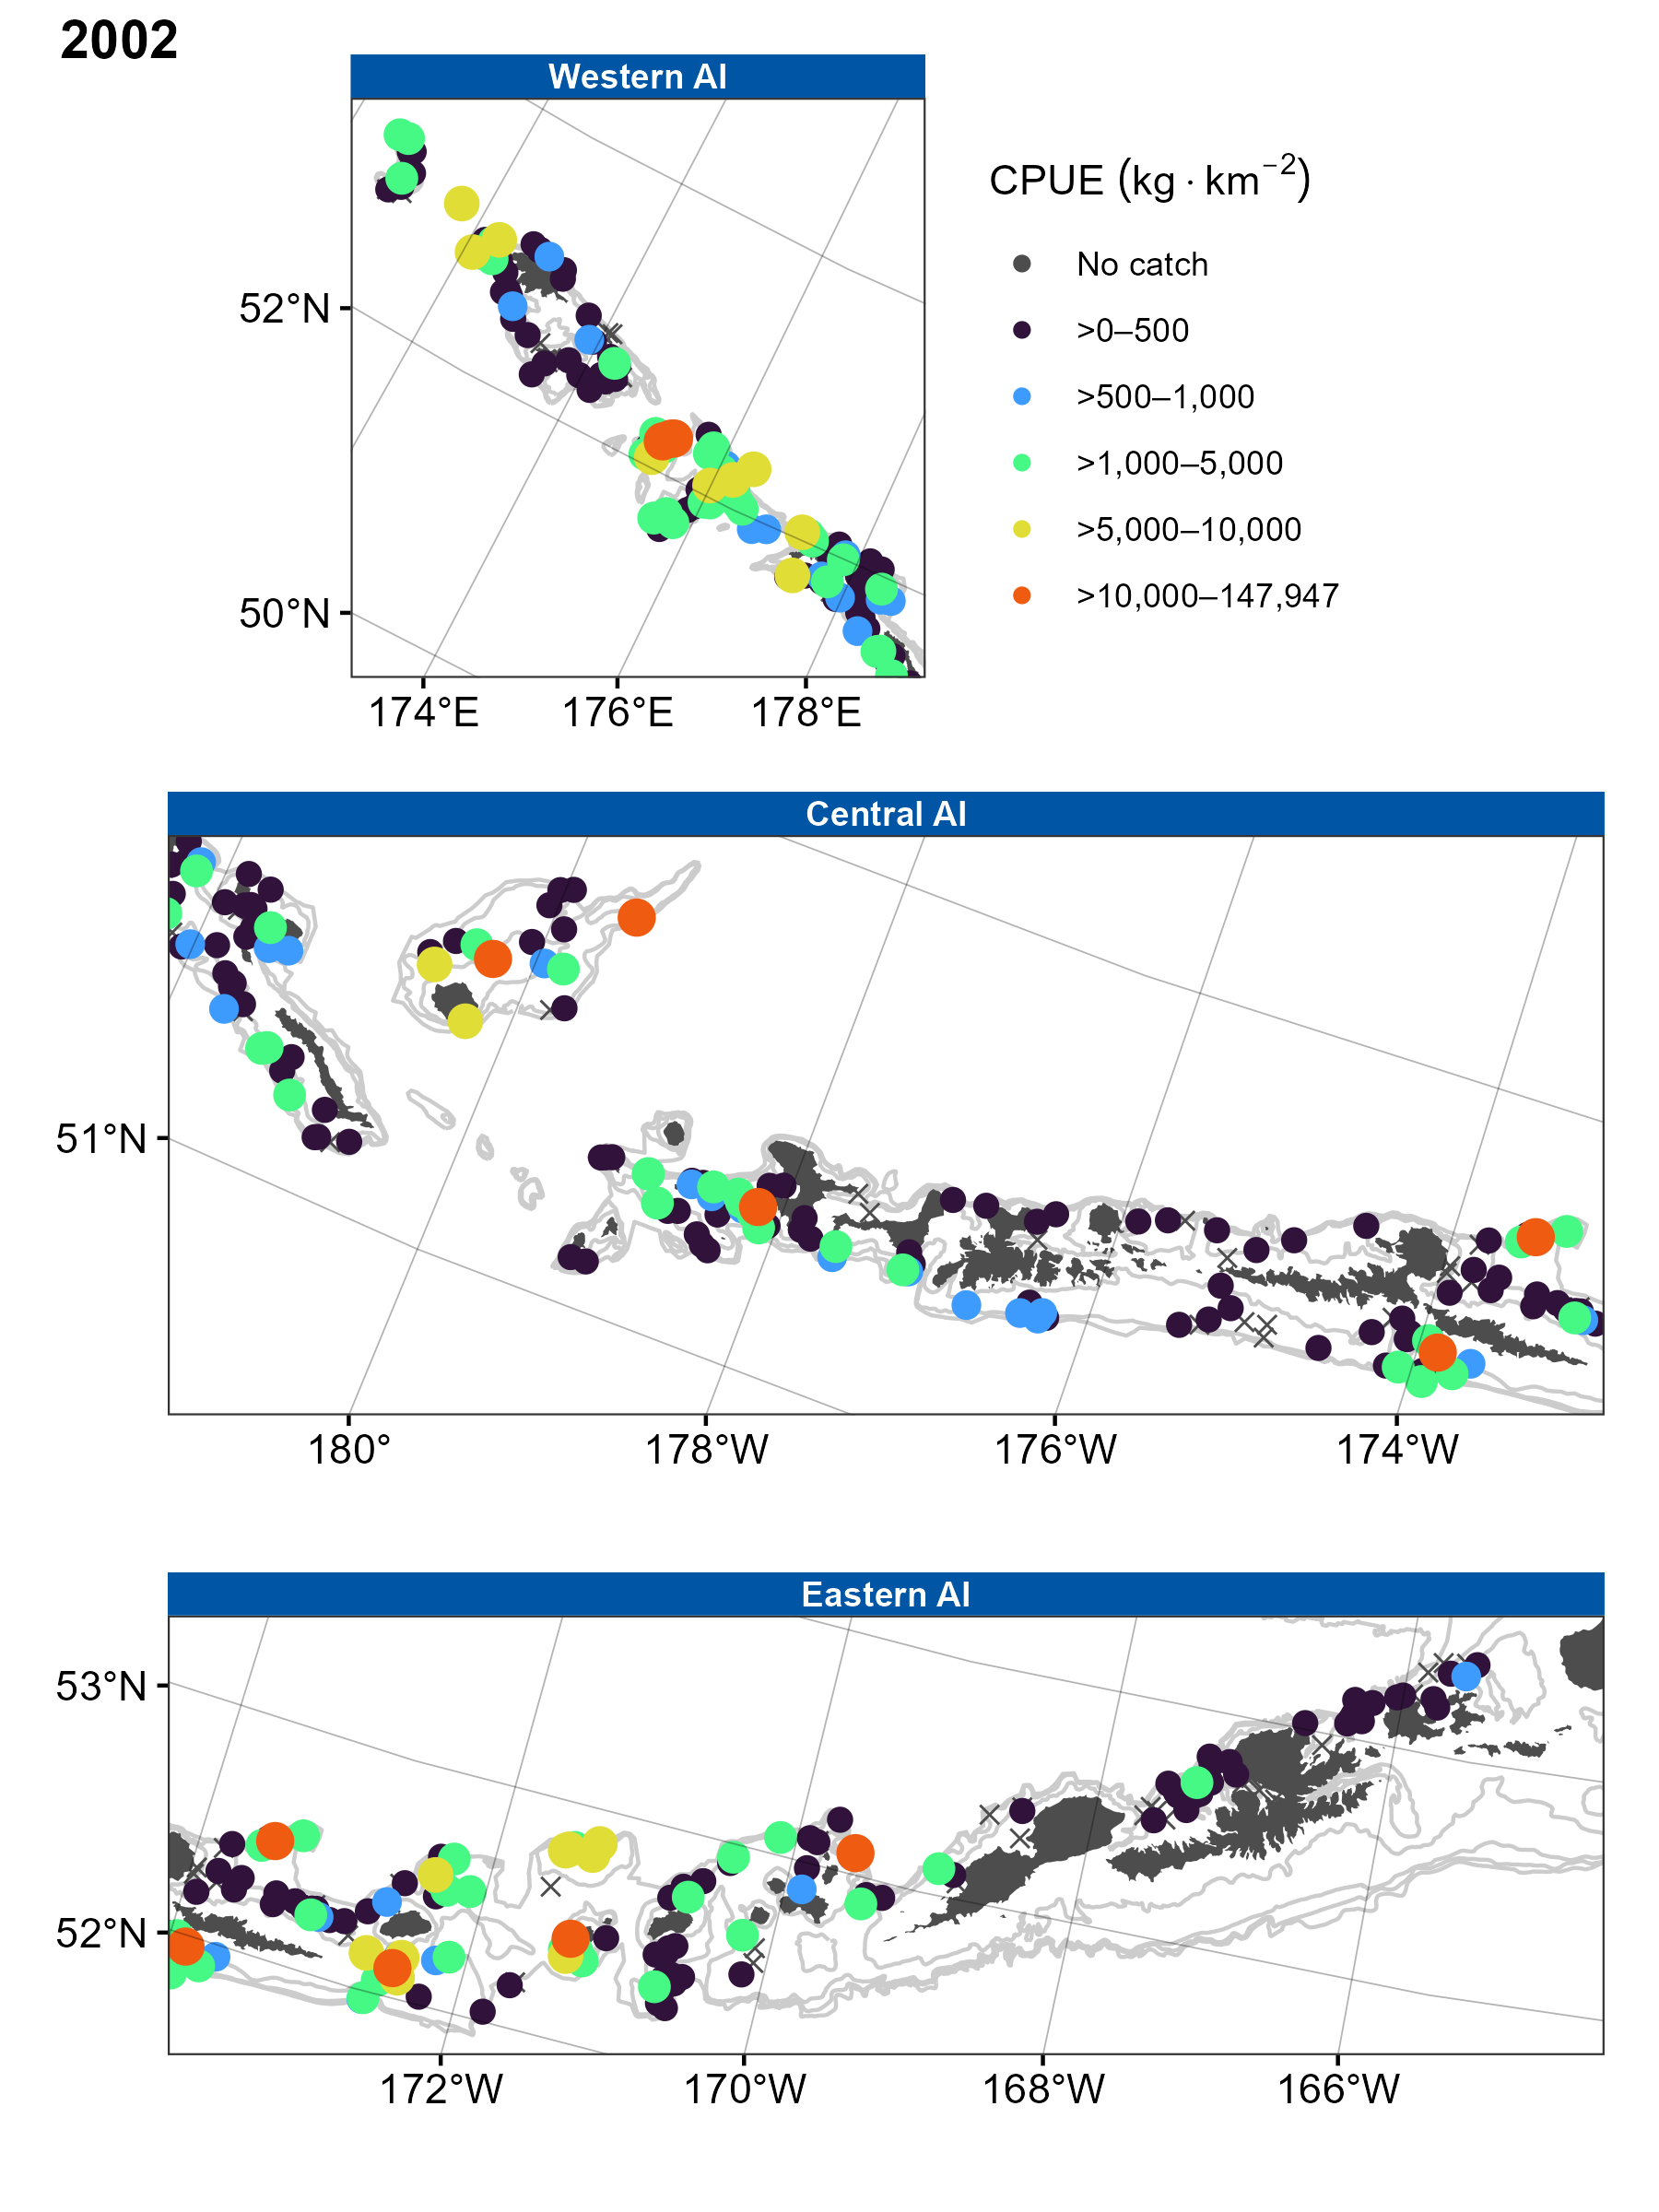 2002
Western AI
52°N
50°N
174°E 176°E 178°E
CPUE (kg · km⁻²)
No catch
>0–500
>500–1,000
>1,000–5,000
>5,000–10,000
>10,000–147,947
Central AI
51°N
180° 178°W 176°W 174°W
Eastern AI
53°N
52°N
172°W 170°W 168°W 166°W